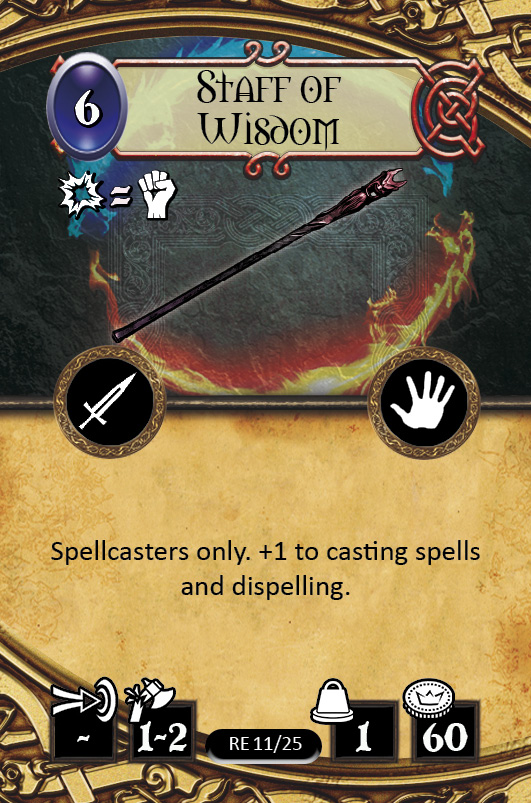 6
Staff of
Wisdom
=
Spellcasters only. +1 to casting spells
and dispelling.
- 1-2 RE 11/25 1 60